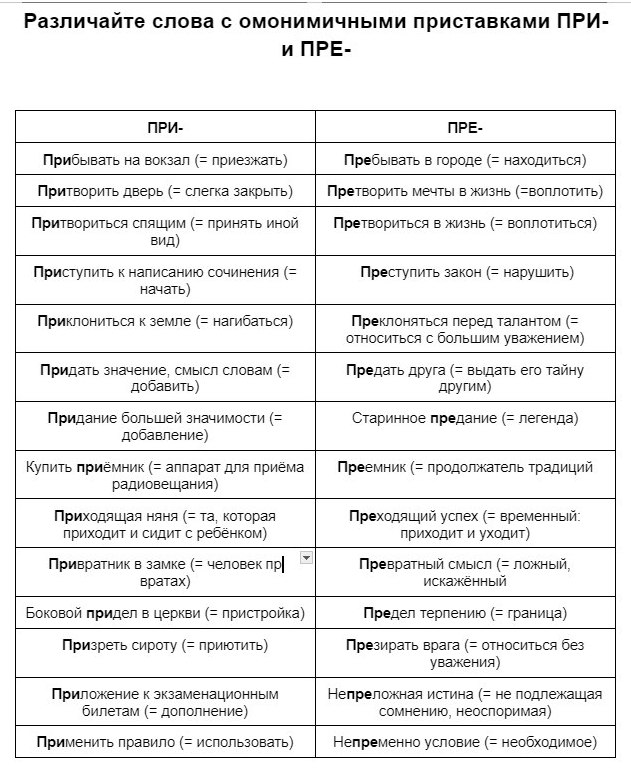 Различайте слова с омонимичными приставками ПРИ-
и ПРЕ-
ПРИ-
ПРЕ-
Прибывать на вокзал (= приезжать)
Пребывать в городе (= находиться)
Притворить дверь (= слегка закрыть)
Претворить мечты в жизнь (=воплотить)
Притвориться спящим (= принять иной
вид)
Претвориться в жизнь (= воплотиться)
Приступить к написанию сочинения (=
начать)
Преступить закон (= нарушить)
Приклониться к земле (= нагибаться)
Преклоняться перед талантом (=
относиться с большим уважением)
Придать значение, смысл словам (=
добавить)
Предать друга (= выдать его тайну
другим)
Придание большей значимости (=
добавление)
Старинное предание (= легенда)
Купить приёмник (= аппарат для приёма
радиовещания)
Преемник (= продолжатель традиций
Приходящая няня (= та, которая
приходит и сидит с ребёнком)
Преходящий успех (= временный:
приходит и уходит)
Привратник в замке (= человек пр
вратах)
Превратный смысл (= ложный,
искажённый
Боковой придел в церкви (= пристройка)
Предел терпению (= граница)
Призреть сироту (= приютить)
Презирать врага (= относиться без
уважения)
Приложение к экзаменационным
билетам (= дополнение)
Непреложная истина (= не подлежащая
сомнению, неоспоримая)
Применить правило (= использовать)
Непременно условие (= необходимое)